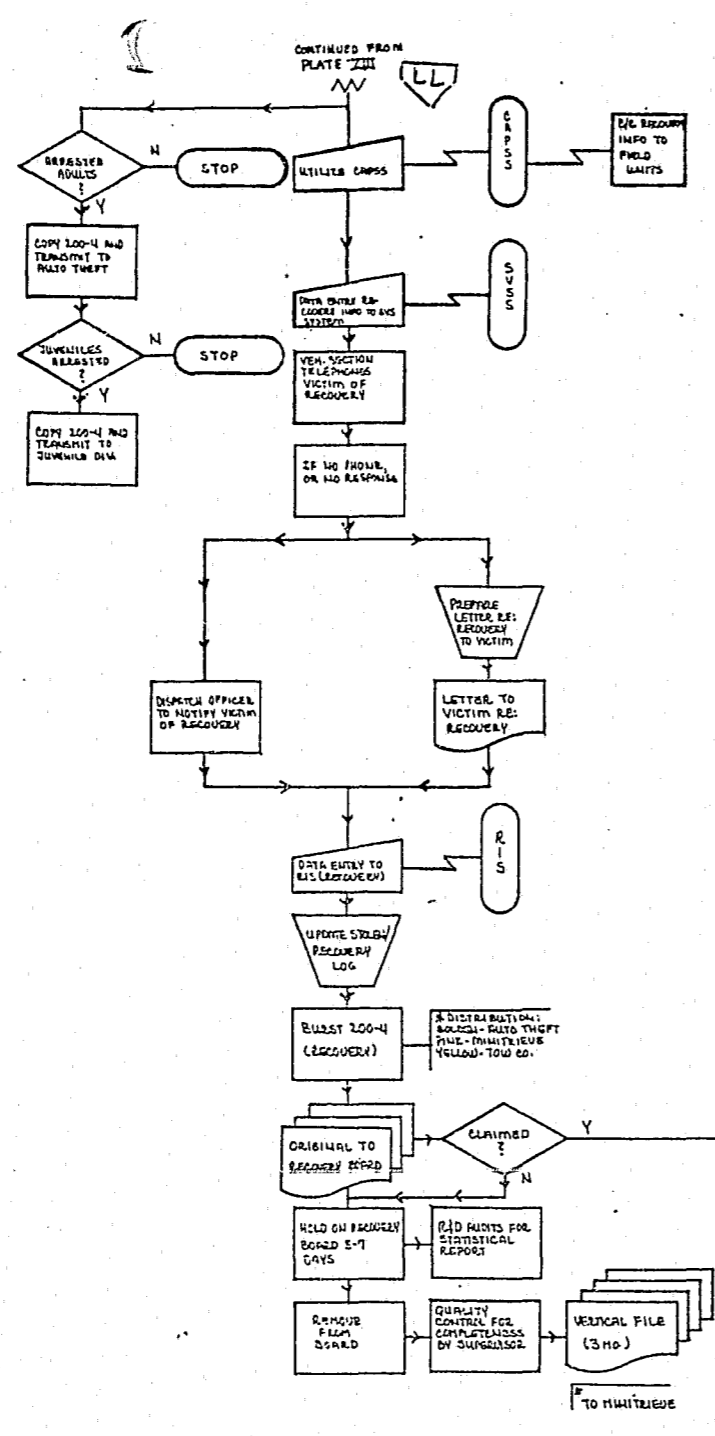 CONTINUED FROM
PLATE VIII
LL
ARRESTED
ADULTS
?
N
STOP
Y
UTILIZE CAPSS
CAPSS
INFO TO
FIELD
UNITS
COPY 200-4 AND
TRANSMIT TO
AUTO THEFT
JUVENILES
ARRESTED
?
N
STOP
Y
COPY 200-4 AND
TRANSMIT TO
JUVENILE DIV.
DATA ENTRY RE-
INFO TO SVS
SYSTEM
SVSS
VEH. SECTION
TELEPHONES
VICTIM OF
RECOVERY
IF NO PHONE,
OR NO RESPONSE
PREPARE
LETTER RE:
RECOVERY
TO VICTIM
DISPATCH OFFICER
TO NOTIFY VICTIM
OF RECOVERY
LETTER TO
VICTIM RE:
RECOVERY
DATA ENTRY TO
RIS (RECOVERY)
RIS
UPDATE STOLEN/
RECOVERY
LOG
BURST 200-4
(RECOVERY)
* DISTRIBUTION:
GOLDEN-AUTO THEFT
PINK-MINITRIEVE
YELLOW-TOW CO.
ORIGINAL TO
RECOVERY BOARD
CLAIMED
?
Y
N
HOLD ON RECOVERY
BOARD 5-7
DAYS
R/D AUDITS FOR
STATISTICAL
REPORT
REMOVE
FROM
BOARD
QUALITY
CONTROL FOR
COMPLETENESS
BY SUPERVISOR
VERTICAL FILE
(3 MO.)
* TO MINITRIEVE